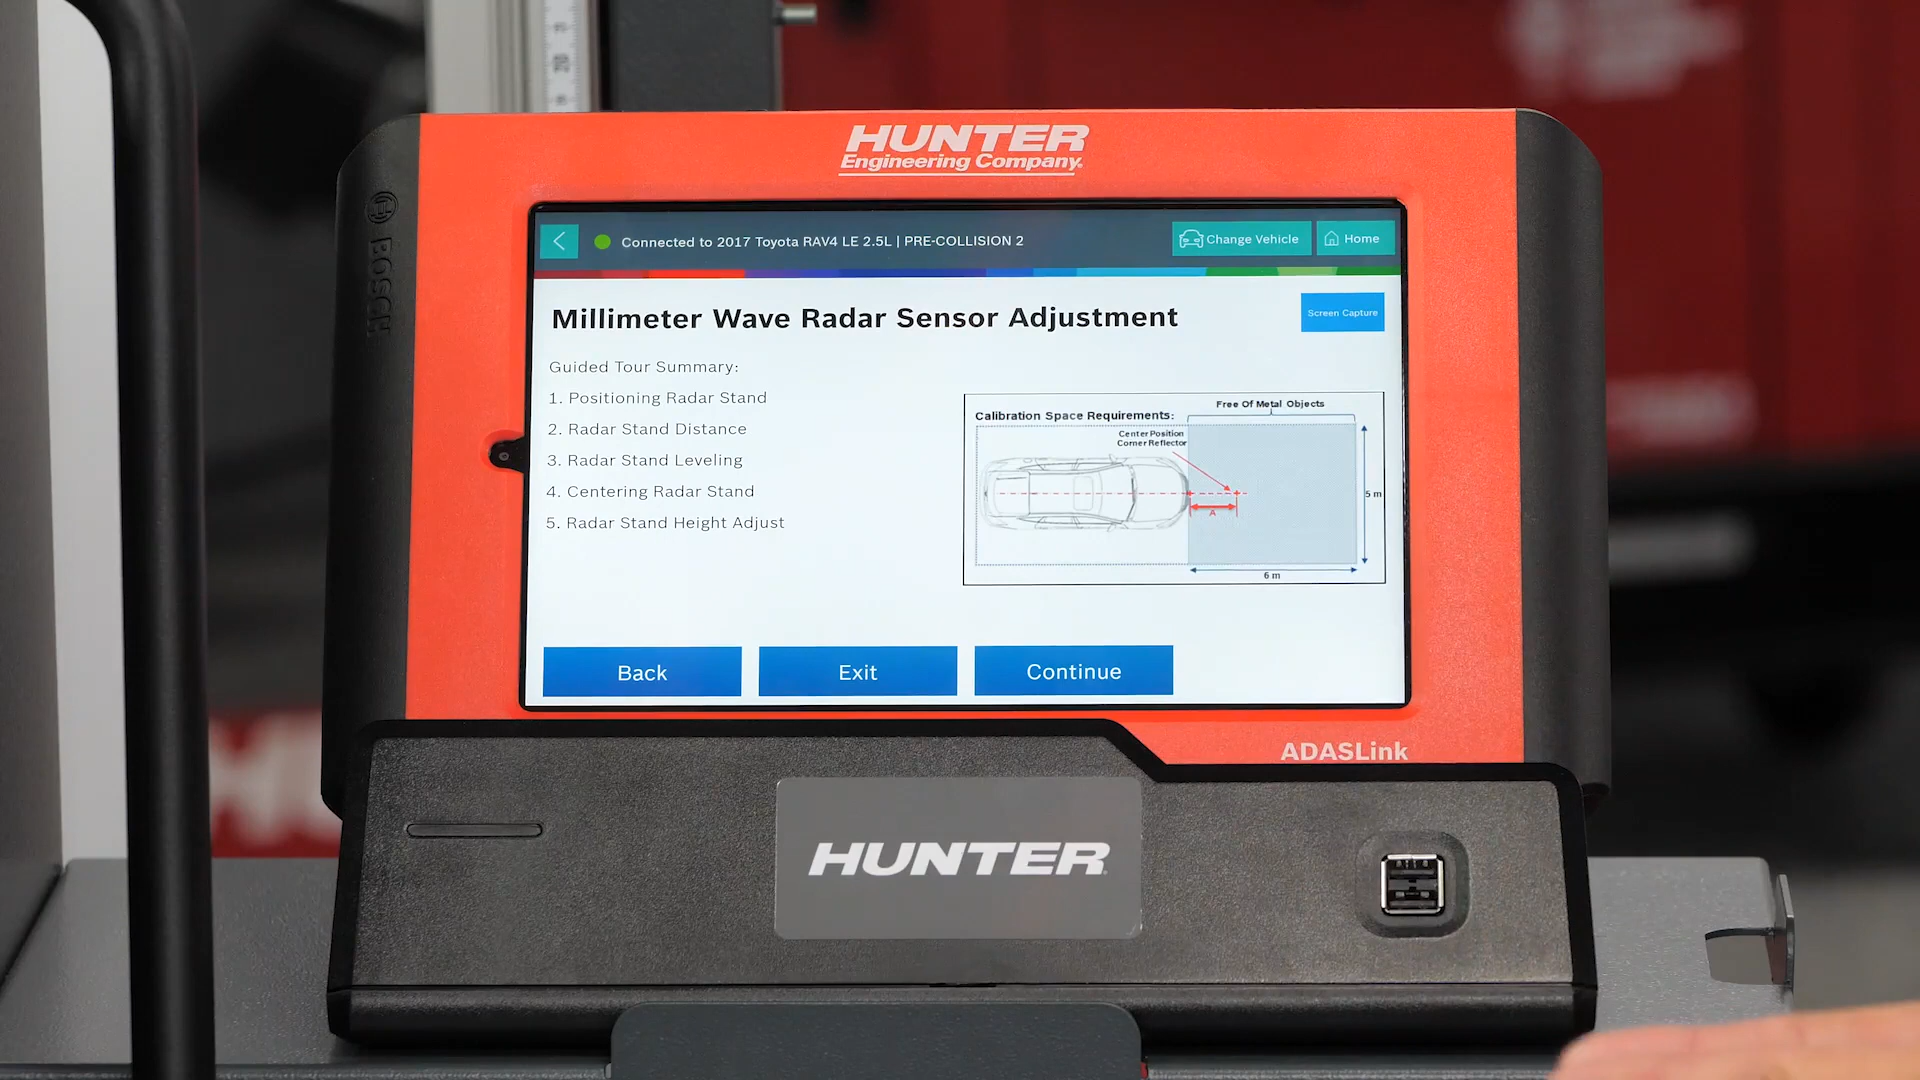 HUNTER
Engineering Company
BOSCH
Connected to 2017 Toyota RAV4 LE 2.5L | PRE-COLLISION 2
Change Vehicle
Home
Millimeter Wave Radar Sensor Adjustment
Screen Capture
Guided Tour Summary:
1. Positioning Radar Stand
2. Radar Stand Distance
3. Radar Stand Leveling
4. Centering Radar Stand
5. Radar Stand Height Adjust
Free Of Metal Objects
Calibration Space Requirements:
Center Position
Corner Reflector
5 m
A
6 m
Back
Exit
Continue
ADASLink
HUNTER